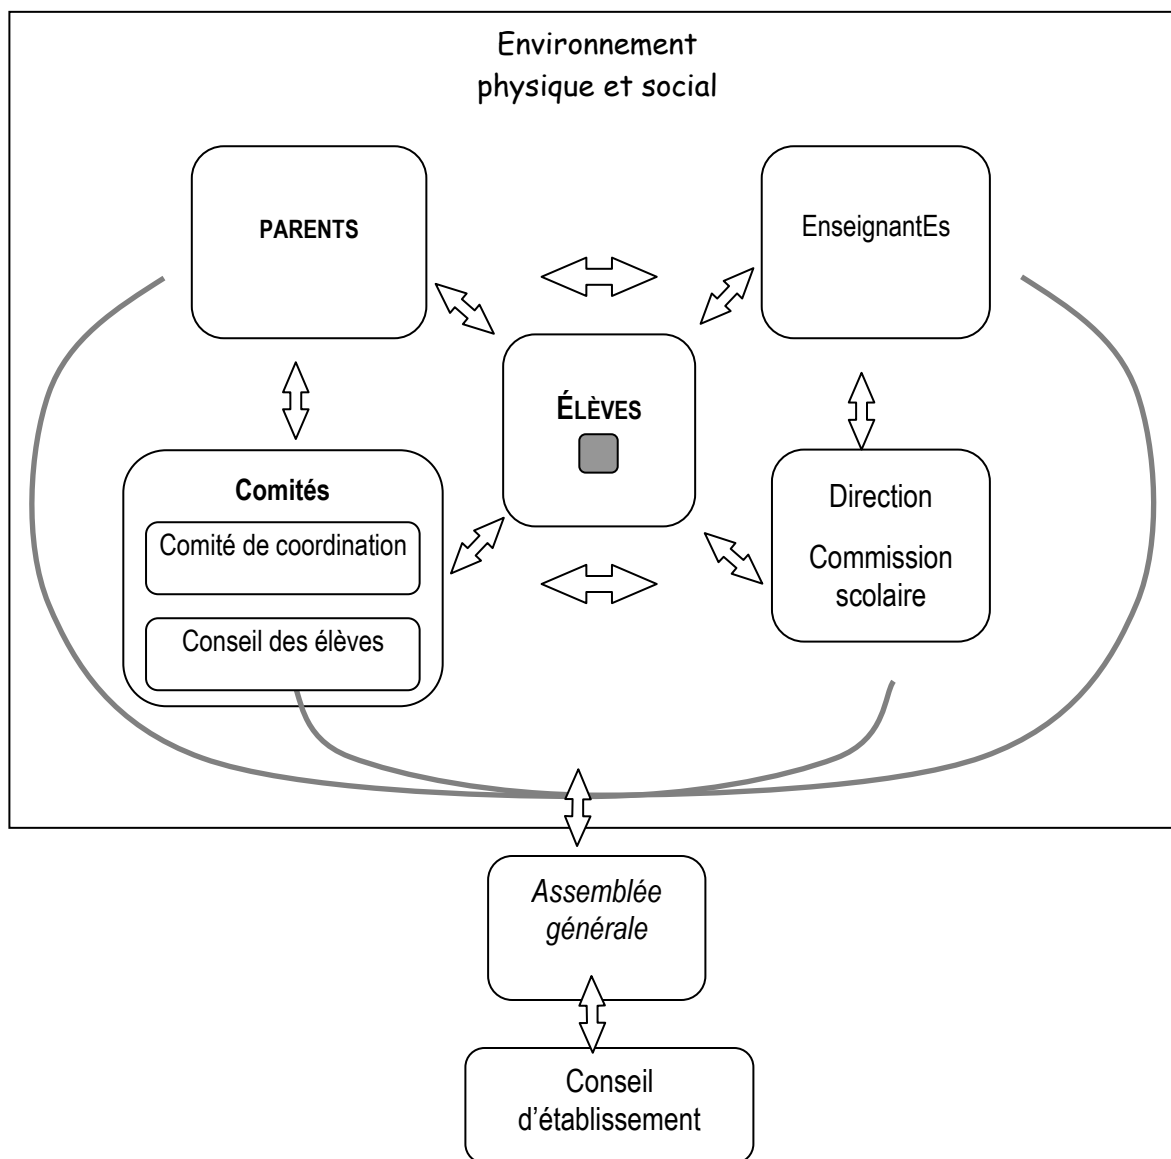 Environnement
physique et social
PARENTS
EnseignantEs
ÉLÈVES
Comités
Comité de coordination
Conseil des élèves
Direction
Commission
scolaire
Assemblée
générale
Conseil
d'établissement